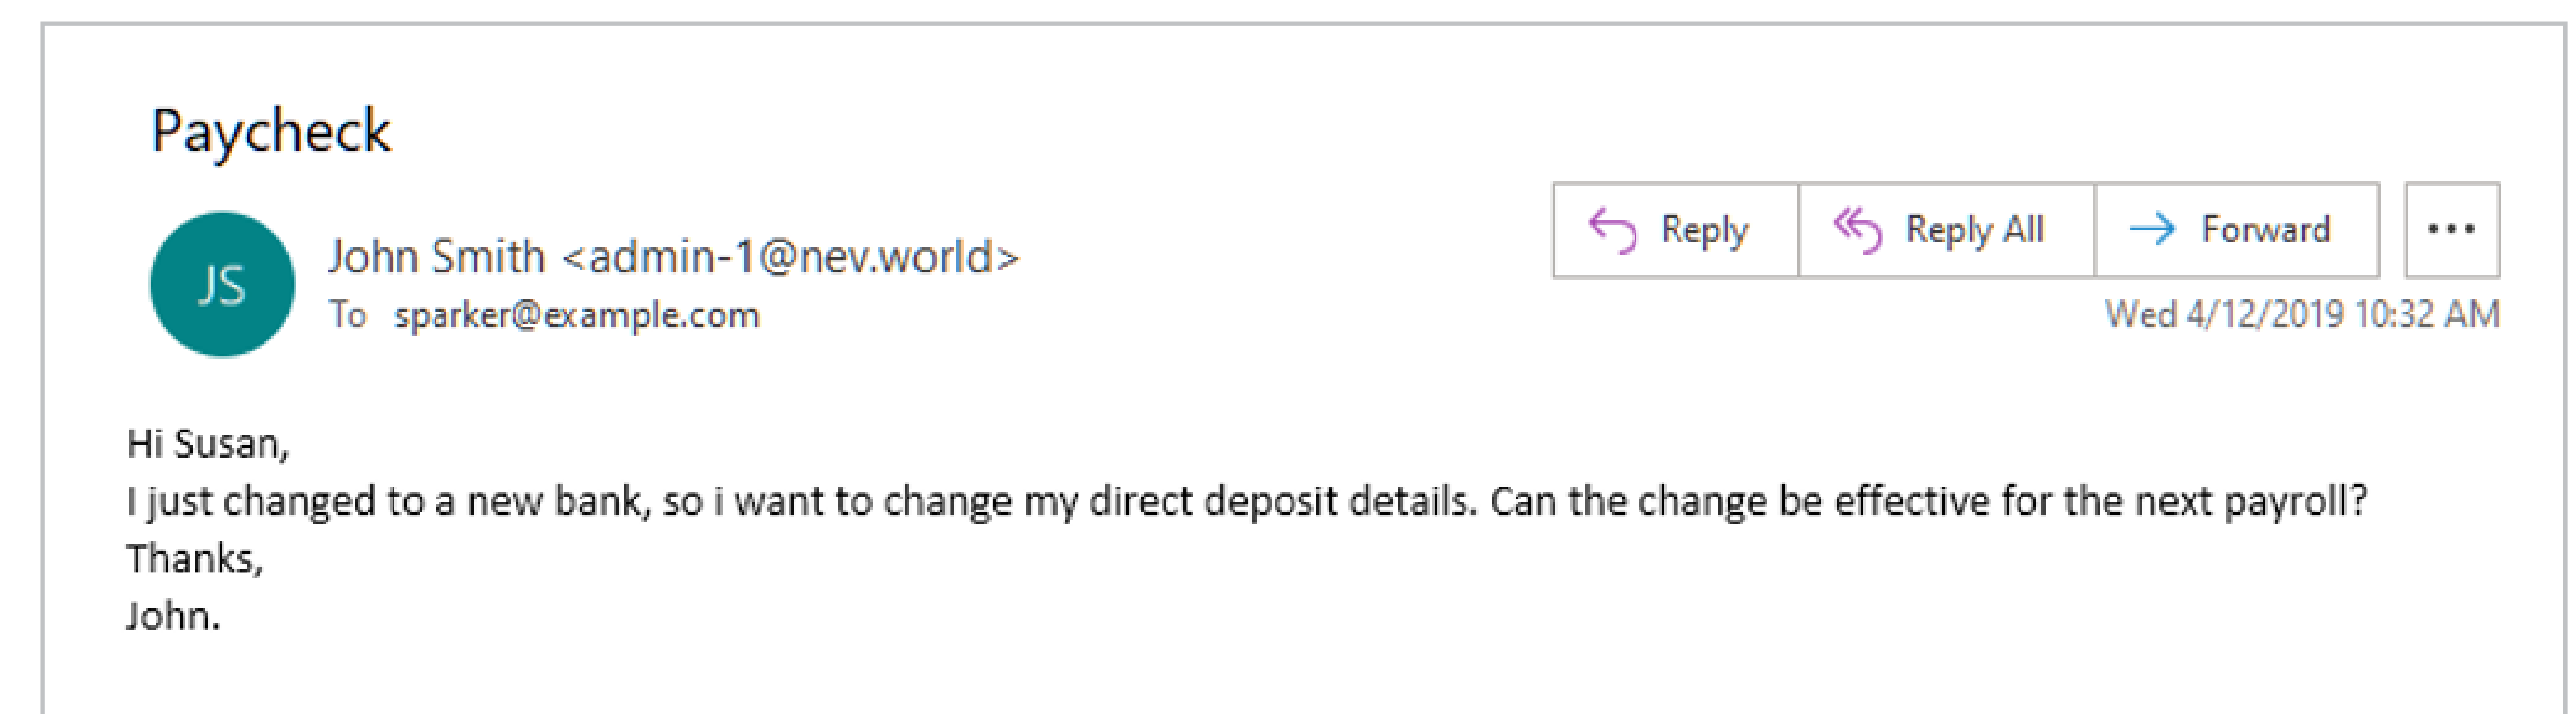 Paycheck
JS
John Smith <admin-1@nev.world>
To sparker@example.com
Reply
Reply All
Forward
Wed 4/12/2019 10:32 AM
Hi Susan,
I just changed to a new bank, so i want to change my direct deposit details. Can the change be effective for the next payroll?
Thanks,
John.